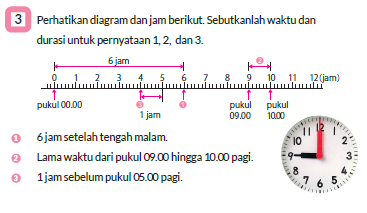 3 Perhatikan diagram dan jam berikut. Sebutkanlah waktu dan
durasi untuk pernyataan 1, 2, dan 3.
6 jam 2
0 1 2 3 4 5 6 7 8 9 10 11 12 (jam)
pukul 00.00 3 1 pukul pukul
1 jam 09.00 10.00
1 6 jam setelah tengah malam.
2 Lama waktu dari pukul 09.00 hingga 10.00 pagi.
3 1 jam sebelum pukul 05.00 pagi.
12 1 2 3 4 5 6 7 8 9 10 11